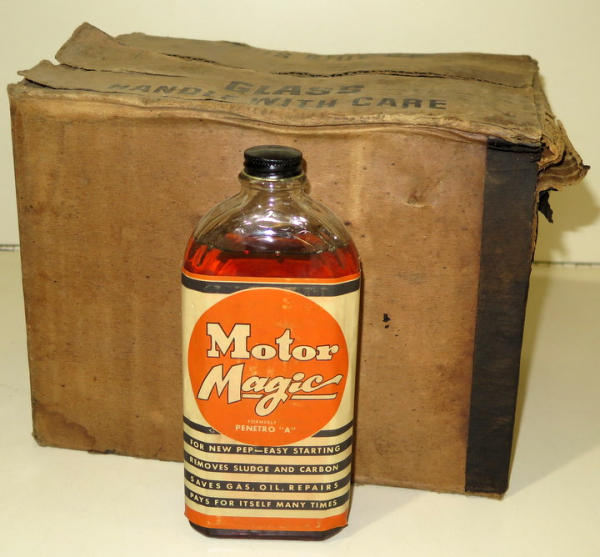 GLASS
HANDLE WITH CARE
Motor
Magic
FORMERLY
PENETRO "A"
FOR NEW PEP—EASY STARTING
REMOVES SLUDGE AND CARBON
SAVES GAS, OIL, REPAIRS
PAYS FOR ITSELF MANY TIMES